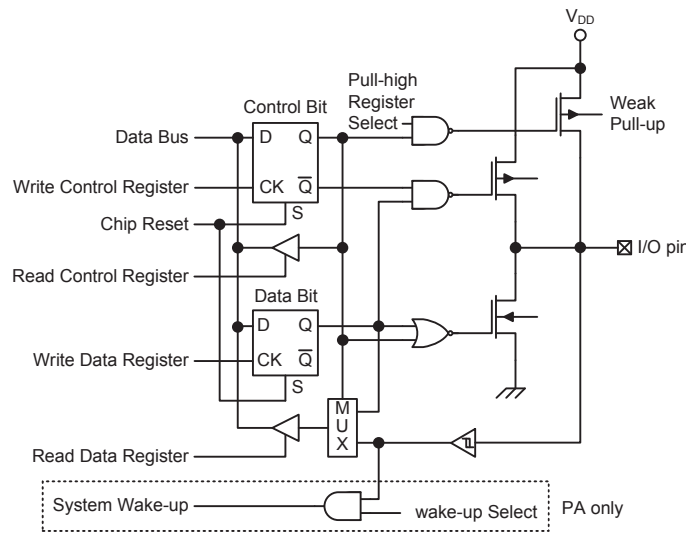 VDD
Pull-high
Register
Select
Control Bit
Weak
Pull-up
Data Bus
D Q
Write Control Register
CK Q
S
Chip Reset
I/O pin
Read Control Register
Data Bit
D Q
Write Data Register
CK Q
S
M
U
X
Read Data Register
System Wake-up
wake-up Select
PA only